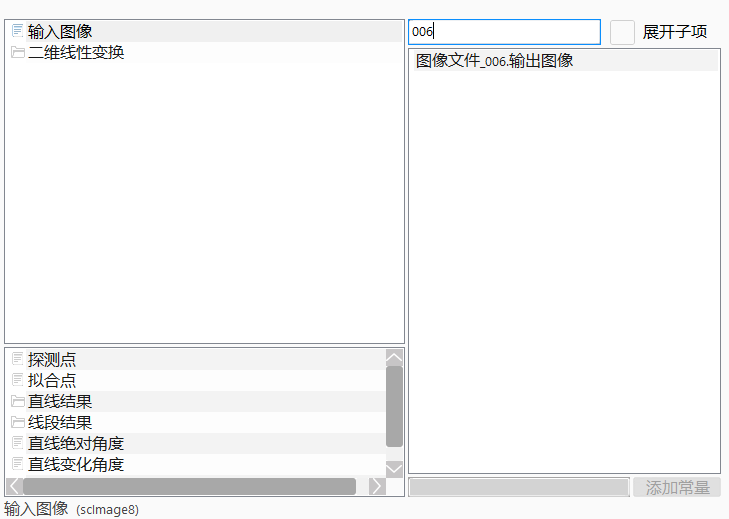 输入图像
二维线性变换
006
展开子项
图像文件_006.输出图像
探测点
拟合点
直线结果
线段结果
直线绝对角度
直线变化角度
添加常量
输入图像 (scImage8)